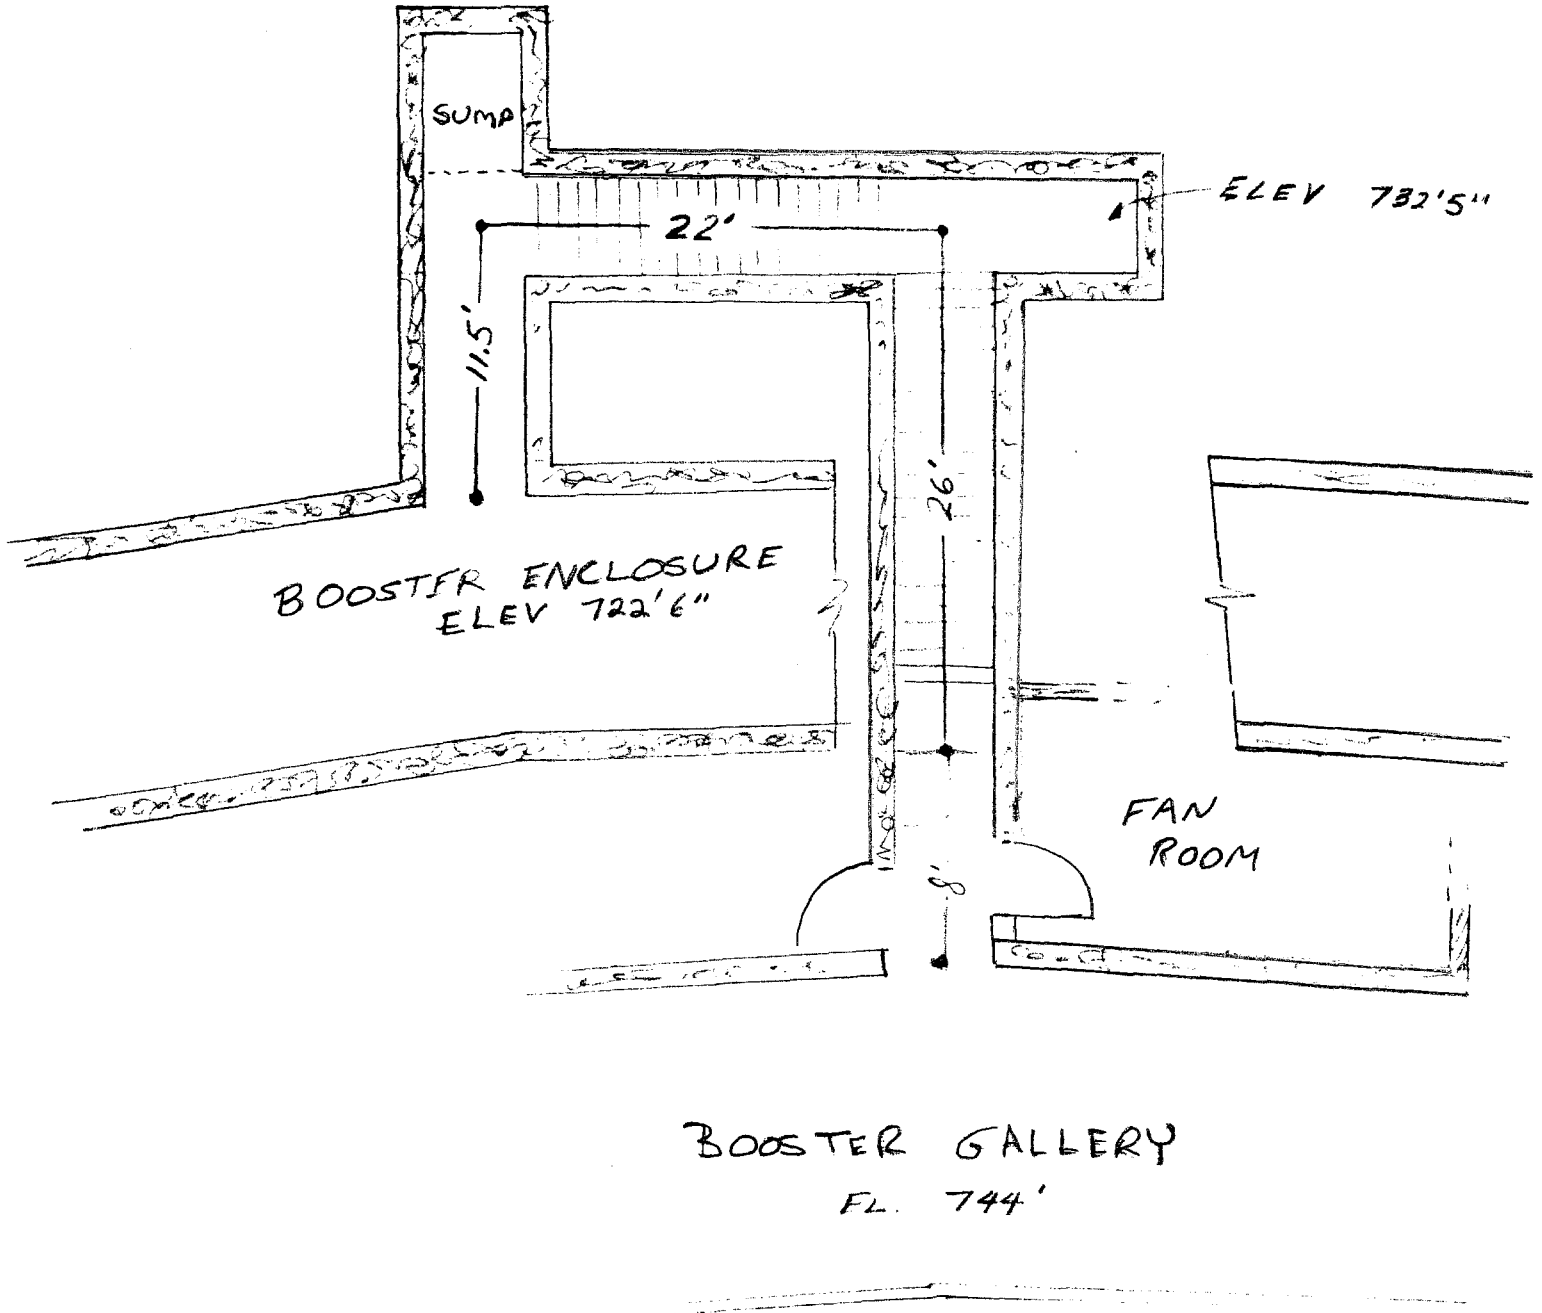 SUMP
ELEV 732'5"
22'
11.5'
26'
BOOSTER ENCLOSURE
ELEV 722'6"
FAN
ROOM
8'
BOOSTER GALLERY
FL. 744'